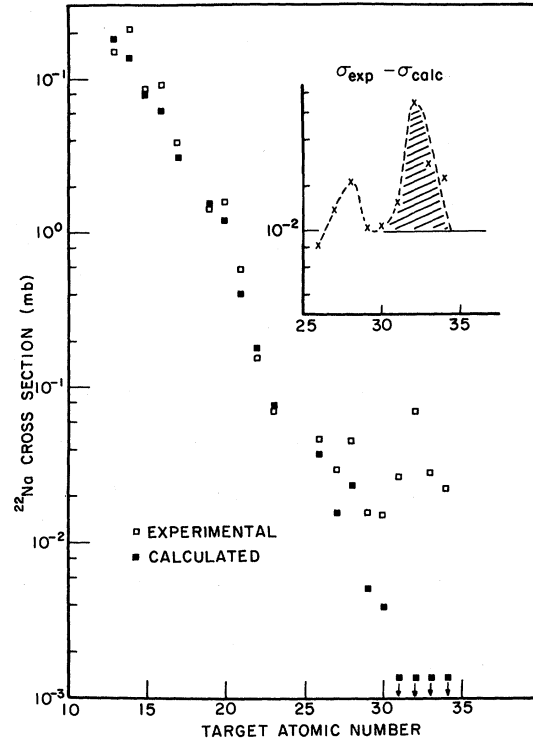 10⁻¹
10⁰
10⁻¹
10⁻²
10⁻³
²²Na CROSS SECTION (mb)
σexp - σcalc
10⁻²
25 30 35
□ EXPERIMENTAL
■ CALCULATED
10 15 20 25 30 35
TARGET ATOMIC NUMBER